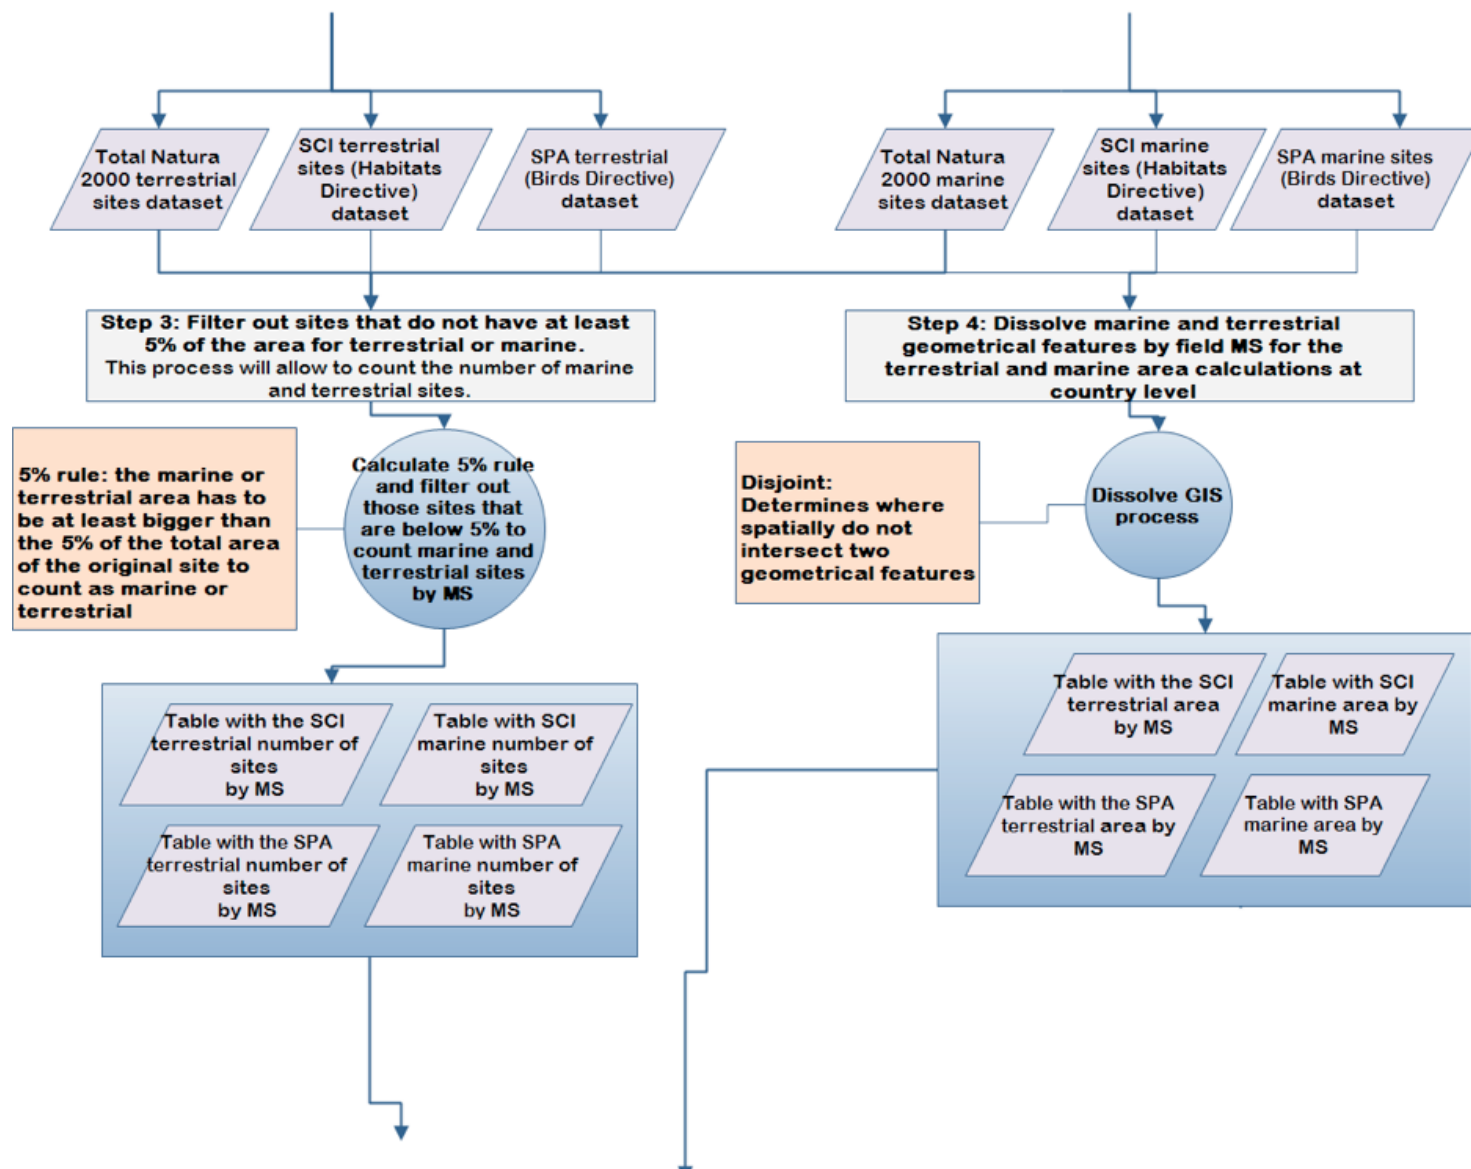 Total Natura
2000 terrestrial
sites dataset
SCI terrestrial
sites (Habitats
Directive)
dataset
SPA terrestrial
(Birds Directive)
dataset
Total Natura
2000 marine
sites dataset
SCI marine
sites (Habitats
Directive)
dataset
SPA marine sites
(Birds Directive)
dataset
Step 3: Filter out sites that do not have at least
5% of the area for terrestrial or marine.
This process will allow to count the number of marine
and terrestrial sites.
Step 4: Dissolve marine and terrestrial
geometrical features by field MS for the
terrestrial and marine area calculations at
country level
5% rule: the marine or
terrestrial area has to
be at least bigger than
the 5% of the total area
of the original site to
count as marine or
terrestrial
Calculate 5% rule
and filter out
those sites that
are below 5% to
count marine and
terrestrial sites
by MS
Disjoint:
Determines where
spatially do not
intersect two
geometrical features
Dissolve GIS
process
Table with the SCI
terrestrial number of
sites
by MS
Table with SCI
marine number of
sites
by MS
Table with the SPA
terrestrial number of
sites
by MS
Table with SPA
marine number of
sites
by MS
Table with the SCI
terrestrial area
by MS
Table with SCI
marine area by
MS
Table with the SPA
terrestrial area by
MS
Table with SPA
marine area by
MS